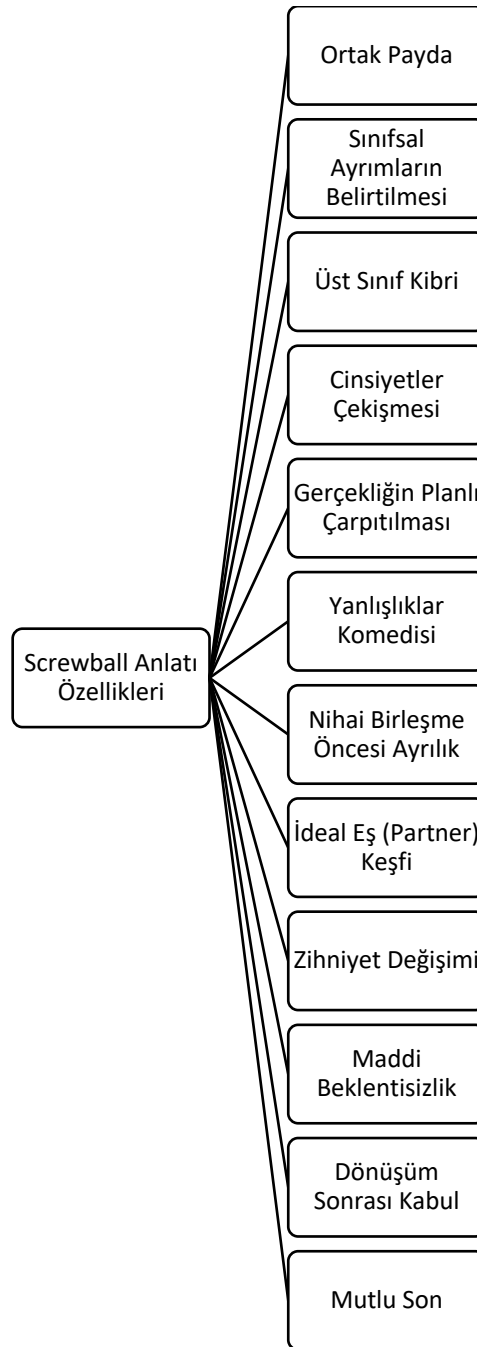 Ortak Payda
Sınıfsal
Ayrımların
Belirtilmesi
Üst Sınıf Kibri
Cinsiyetler
Çekişmesi
Gerçekliğin Planlı
Çarpıtılması
Yanlışlıklar
Komedisi
Screwball Anlatı
Özellikleri
Nihai Birleşme
Öncesi Ayrılık
İdeal Eş (Partner)
Keşfi
Zihniyet Değişimi
Maddi
Beklentisizlik
Dönüşüm
Sonrası Kabul
Mutlu Son